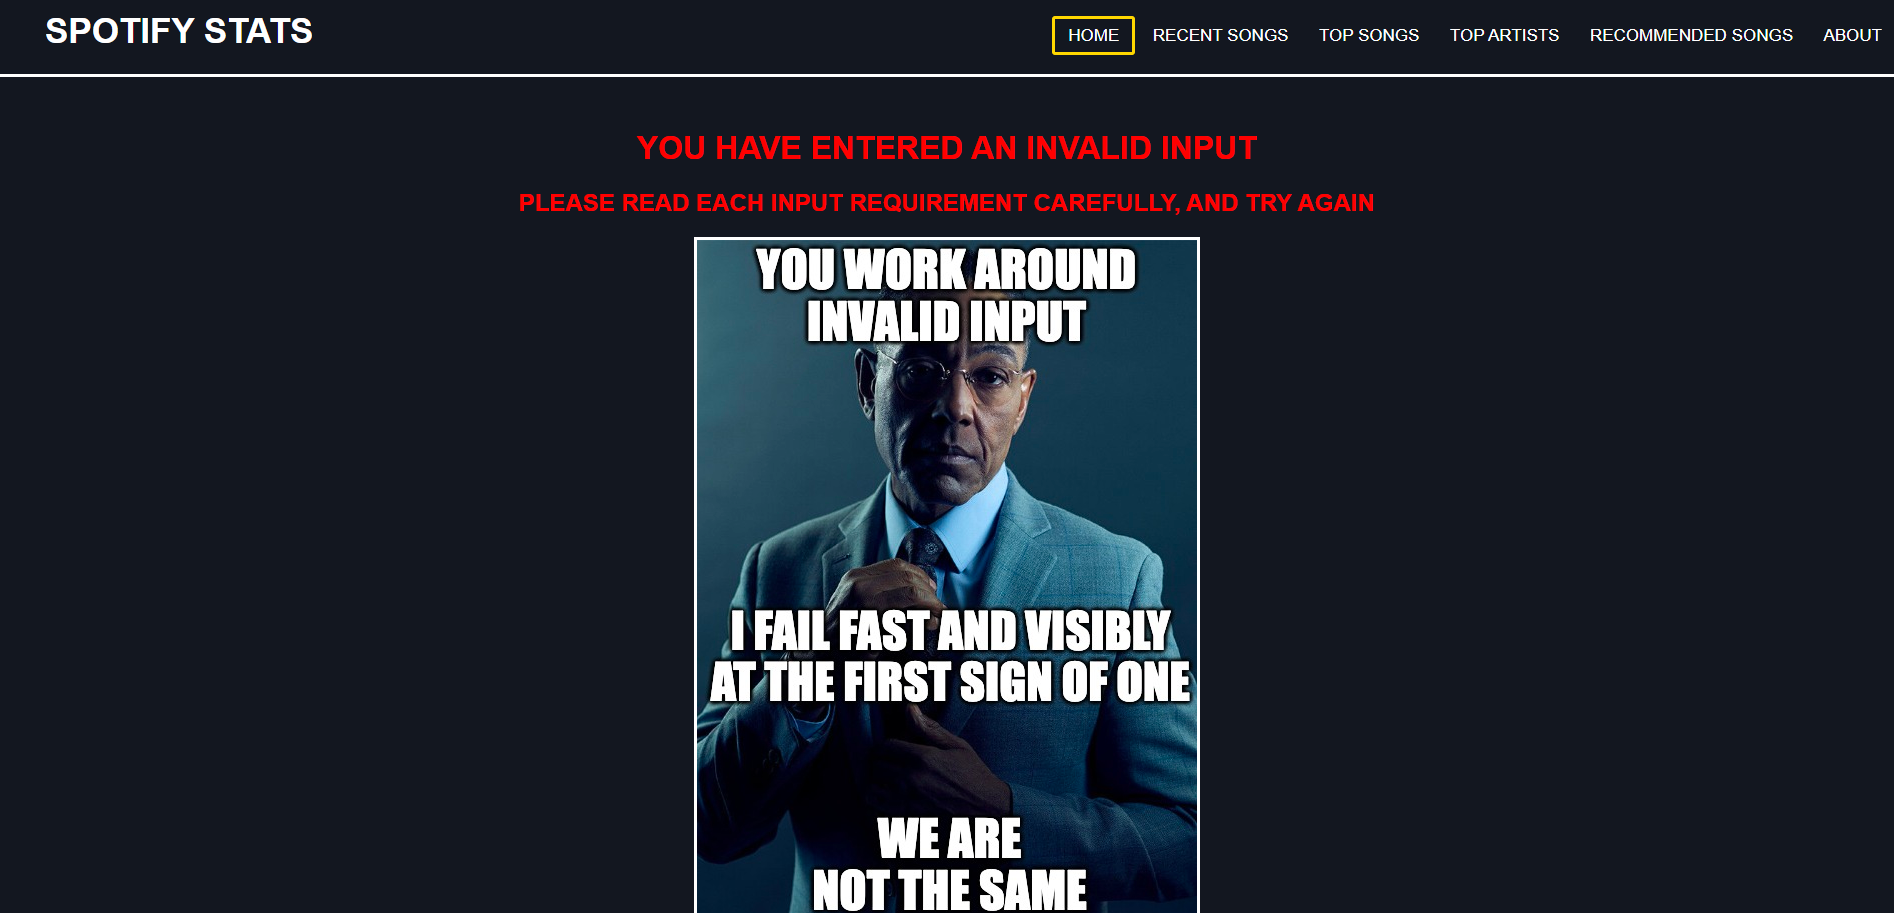 SPOTIFY STATS
HOME
RECENT SONGS
TOP SONGS
TOP ARTISTS
RECOMMENDED SONGS
ABOUT
YOU HAVE ENTERED AN INVALID INPUT
PLEASE READ EACH INPUT REQUIREMENT CAREFULLY, AND TRY AGAIN
YOU WORK AROUND
INVALID INPUT
I FAIL FAST AND VISIBLY
AT THE FIRST SIGN OF ONE
WE ARE
NOT THE SAME